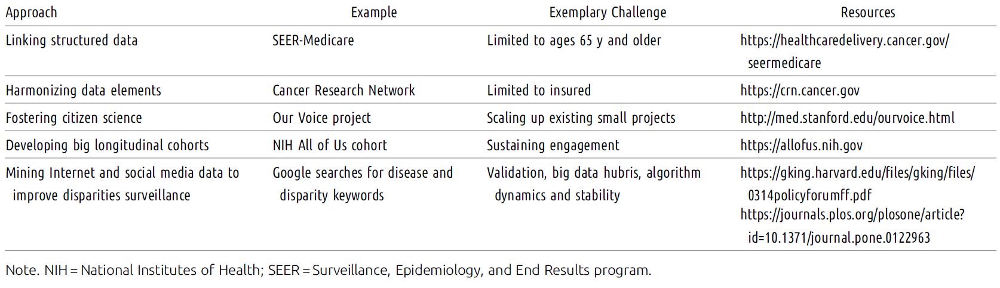 Approach Example Exemplary Challenge Resources
Linking structured data SEER-Medicare Limited to ages 65 y and older https://healthcaredelivery.cancer.gov/
seermedicare
Harmonizing data elements Cancer Research Network Limited to insured https://crn.cancer.gov
Fostering citizen science Our Voice project Scaling up existing small projects http://med.stanford.edu/ourvoice.html
Developing big longitudinal cohorts NIH All of Us cohort Sustaining engagement https://allofus.nih.gov
Mining Internet and social media data to Google searches for disease and Validation, big data hubris, algorithm https://gking.harvard.edu/files/gking/files/
improve disparities surveillance disparity keywords dynamics and stability 0314policyforumff.pdf
https://journals.plos.org/plosone/article?
id=10.1371/journal.pone.0122963
Note. NIH = National Institutes of Health; SEER = Surveillance, Epidemiology, and End Results program.